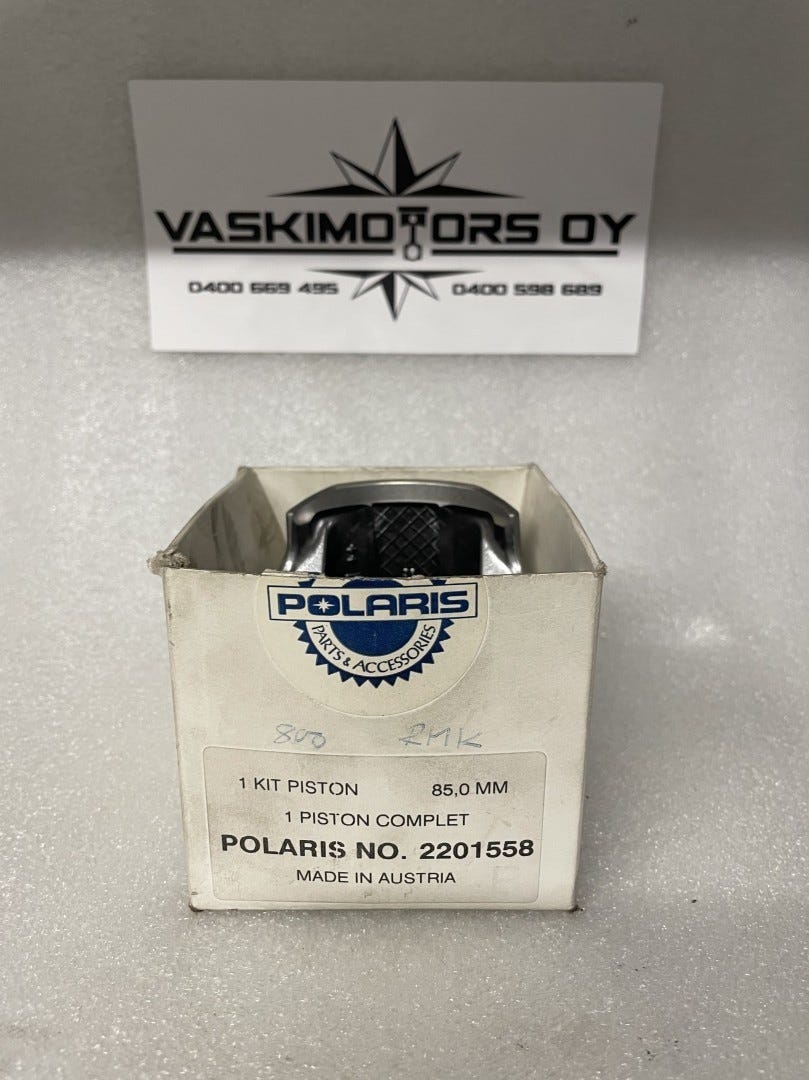 VASKIMOTORS OY
0400 669 495 0400 598 689
POLARIS
PARTS & ACCESSORIES
800 RMK
1 KIT PISTON 85,0 MM
1 PISTON COMPLET
POLARIS NO. 2201558
MADE IN AUSTRIA